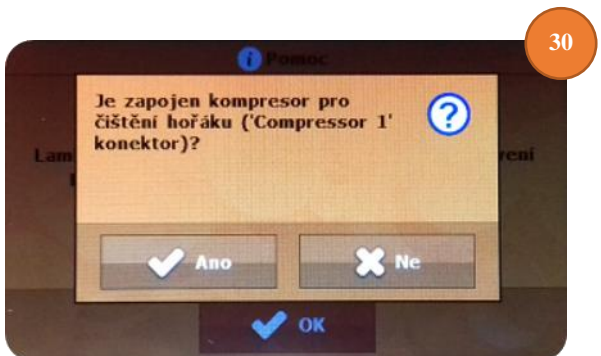 30
Pomoc
Je zapojen kompresor pro
čištění hořáku ('Compressor 1'
konektor)?
Lam
ení
Ano
Ne
OK